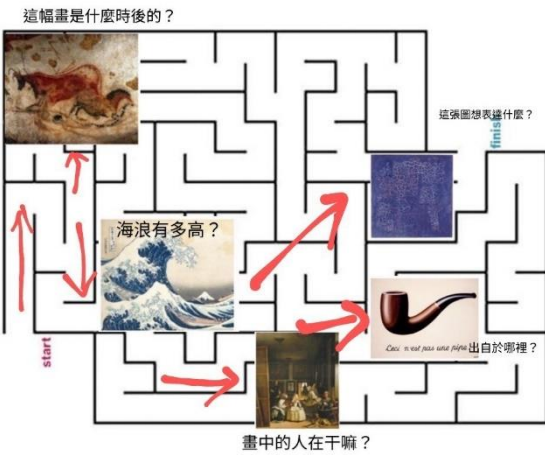 這幅畫是什麼時後的？
這張圖想表達什麼？
finish
海浪有多高？
start
Ceci n'est pas une pipe.
出自於哪裡？
畫中的人在干嘛？